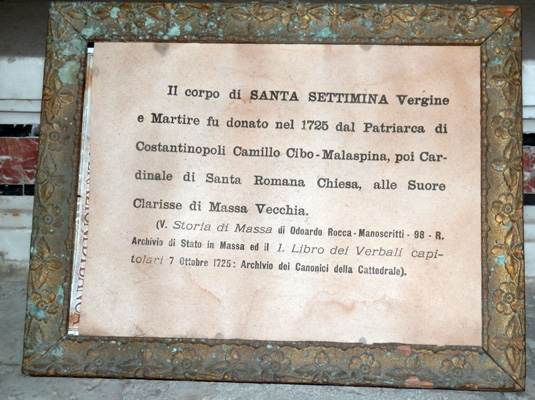 Il corpo di SANTA SETTIMINA Vergine
e Martire fu donato nel 1725 dal Patriarca di
Costantinopoli Camillo Cibo-Malaspina, poi Car-
dinale di Santa Romana Chiesa, alle Suore
Clarisse di Massa Vecchia.
(V. Storia di Massa di Odoardo Rocca-Manoscritti - 98 - R.
Archivio di Stato in Massa ed il 1. Libro dei Verbali capi-
tolari 7 Ottobre 1725: Archivio dei Canonici della Cattedrale).